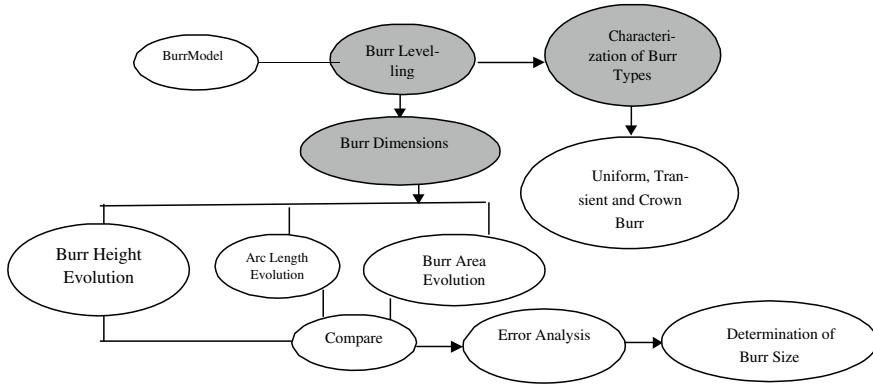 BurrModel
Burr Level-
ling
Characteri-
zation of Burr
Types
Burr Dimensions
Uniform, Tran-
sient and Crown
Burr
Burr Height
Evolution
Arc Length
Evolution
Burr Area
Evolution
Compare
Error Analysis
Determination of
Burr Size